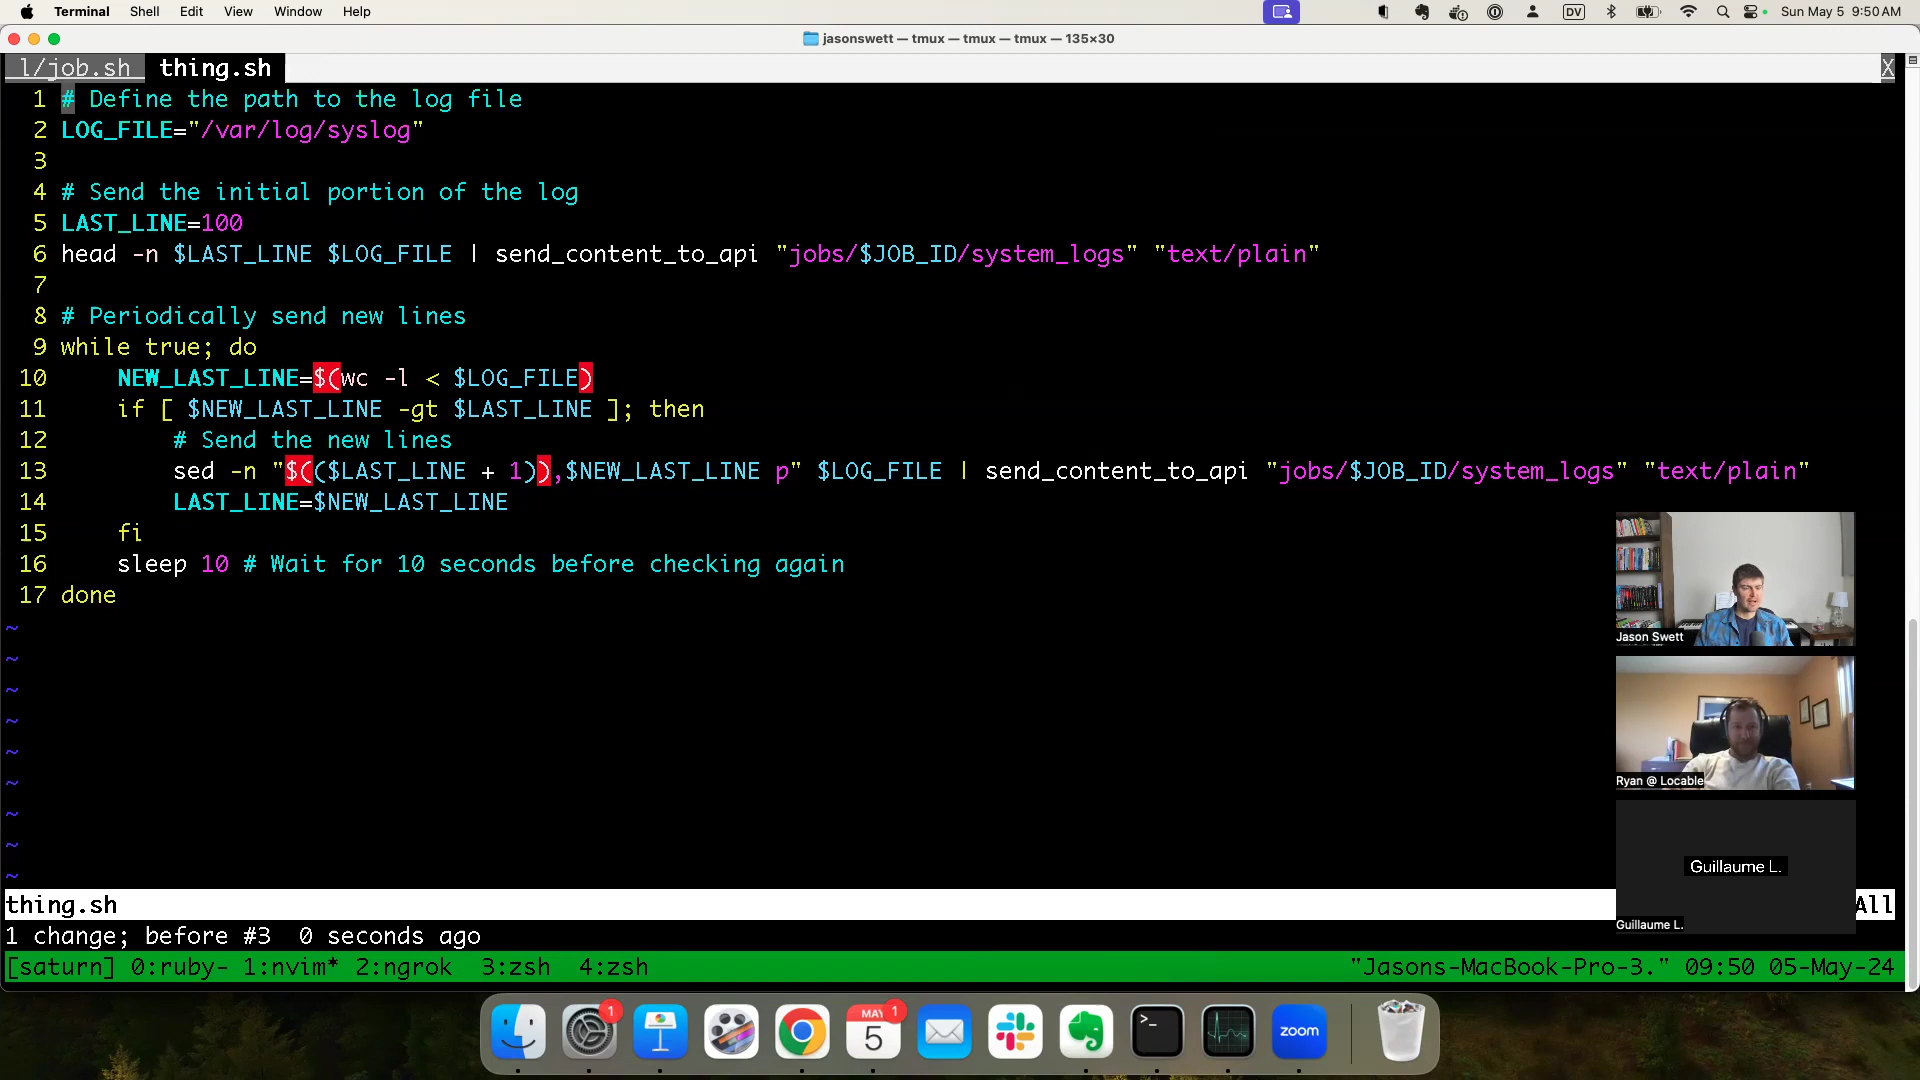 Terminal Shell Edit View Window Help DV Sun May 5 9:50 AM
jasonswett — tmux — tmux — tmux — 135×30
l/job.sh thing.sh X
1 # Define the path to the log file
2 LOG_FILE="/var/log/syslog"
3
4 # Send the initial portion of the log
5 LAST_LINE=100
6 head -n $LAST_LINE $LOG_FILE | send_content_to_api "jobs/$JOB_ID/system_logs" "text/plain"
7
8 # Periodically send new lines
9 while true; do
10 NEW_LAST_LINE=$(wc -l < $LOG_FILE)
11 if [ $NEW_LAST_LINE -gt $LAST_LINE ]; then
12 # Send the new lines
13 sed -n "$(($LAST_LINE + 1)),$NEW_LAST_LINE p" $LOG_FILE | send_content_to_api "jobs/$JOB_ID/system_logs" "text/plain"
14 LAST_LINE=$NEW_LAST_LINE
15 fi
16 sleep 10 # Wait for 10 seconds before checking again
17 done
~
~
~
~
~
~
~
~
~
Jason Swett
Ryan @ Locable
Guillaume L.
Guillaume L.
thing.sh All
1 change; before #3 0 seconds ago
[saturn] 0:ruby- 1:nvim* 2:ngrok 3:zsh 4:zsh "Jasons-MacBook-Pro-3." 09:50 05-May-24
1
MAY
1
5
>_
zoom